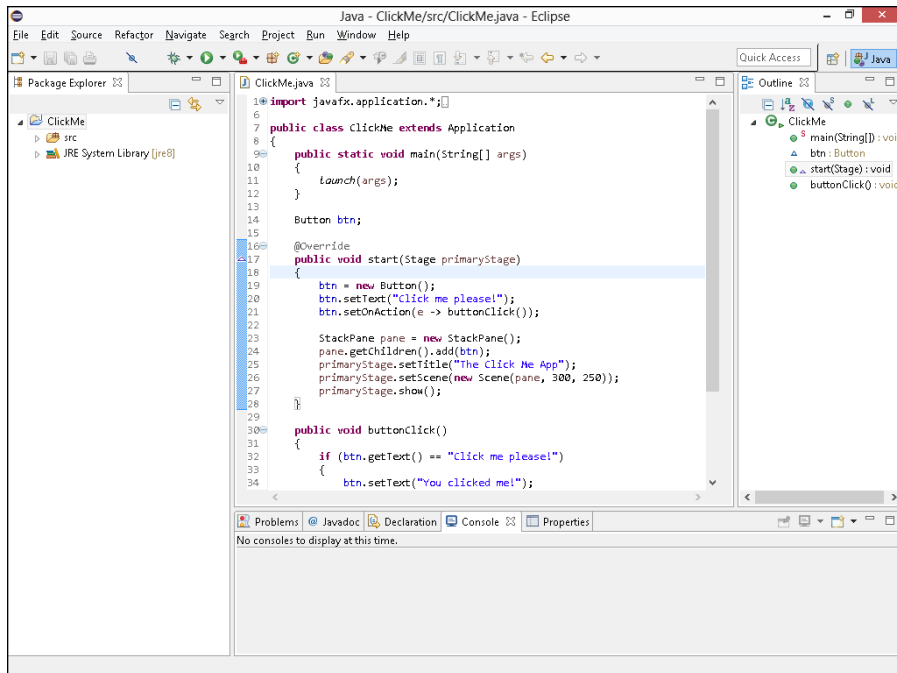 Java - ClickMe/src/ClickMe.java - Eclipse
File Edit Source Refactor Navigate Search Project Run Window Help
Quick Access
Java
Package Explorer
ClickMe
src
JRE System Library [jre8]
ClickMe.java
1 import javafx.application.*;
6
7 public class ClickMe extends Application
8 {
9 public static void main(String[] args)
10 {
11 launch(args);
12 }
13
14 Button btn;
15
16 @Override
17 public void start(Stage primaryStage)
18 {
19 btn = new Button();
20 btn.setText("Click me please!");
21 btn.setOnAction(e -> buttonClick());
22
23 StackPane pane = new StackPane();
24 pane.getChildren().add(btn);
25 primaryStage.setTitle("The Click Me App");
26 primaryStage.setScene(new Scene(pane, 300, 250));
27 primaryStage.show();
28 }
29
30 public void buttonClick()
31 {
32 if (btn.getText() == "Click me please!")
33 {
34 btn.setText("You clicked me!");
Outline
ClickMe
main(String[]) : voi
btn : Button
start(Stage) : void
buttonClick() : void
Problems @ Javadoc Declaration Console Properties
No consoles to display at this time.